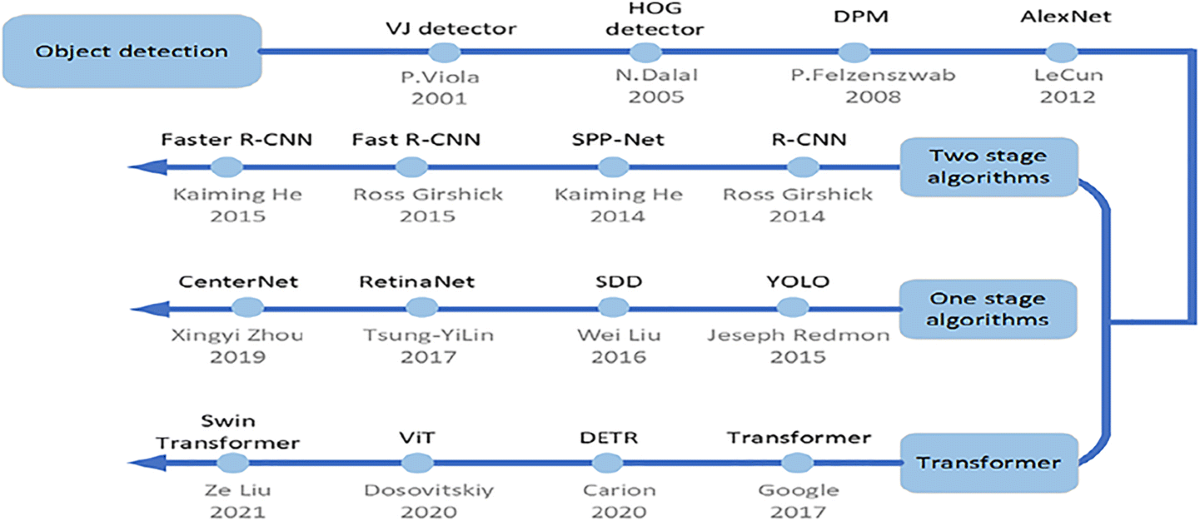 Object detection
VJ detector
P.Viola
2001
HOG
detector
N.Dalal
2005
DPM
P.Felzenszwab
2008
AlexNet
LeCun
2012
Faster R-CNN
Kaiming He
2015
Fast R-CNN
Ross Girshick
2015
SPP-Net
Kaiming He
2014
R-CNN
Ross Girshick
2014
Two stage
algorithms
CenterNet
Xingyi Zhou
2019
RetinaNet
Tsung-YiLin
2017
SDD
Wei Liu
2016
YOLO
Jeseph Redmon
2015
One stage
algorithms
Swin
Transformer
Ze Liu
2021
ViT
Dosovitskiy
2020
DETR
Carion
2020
Transformer
Google
2017
Transformer